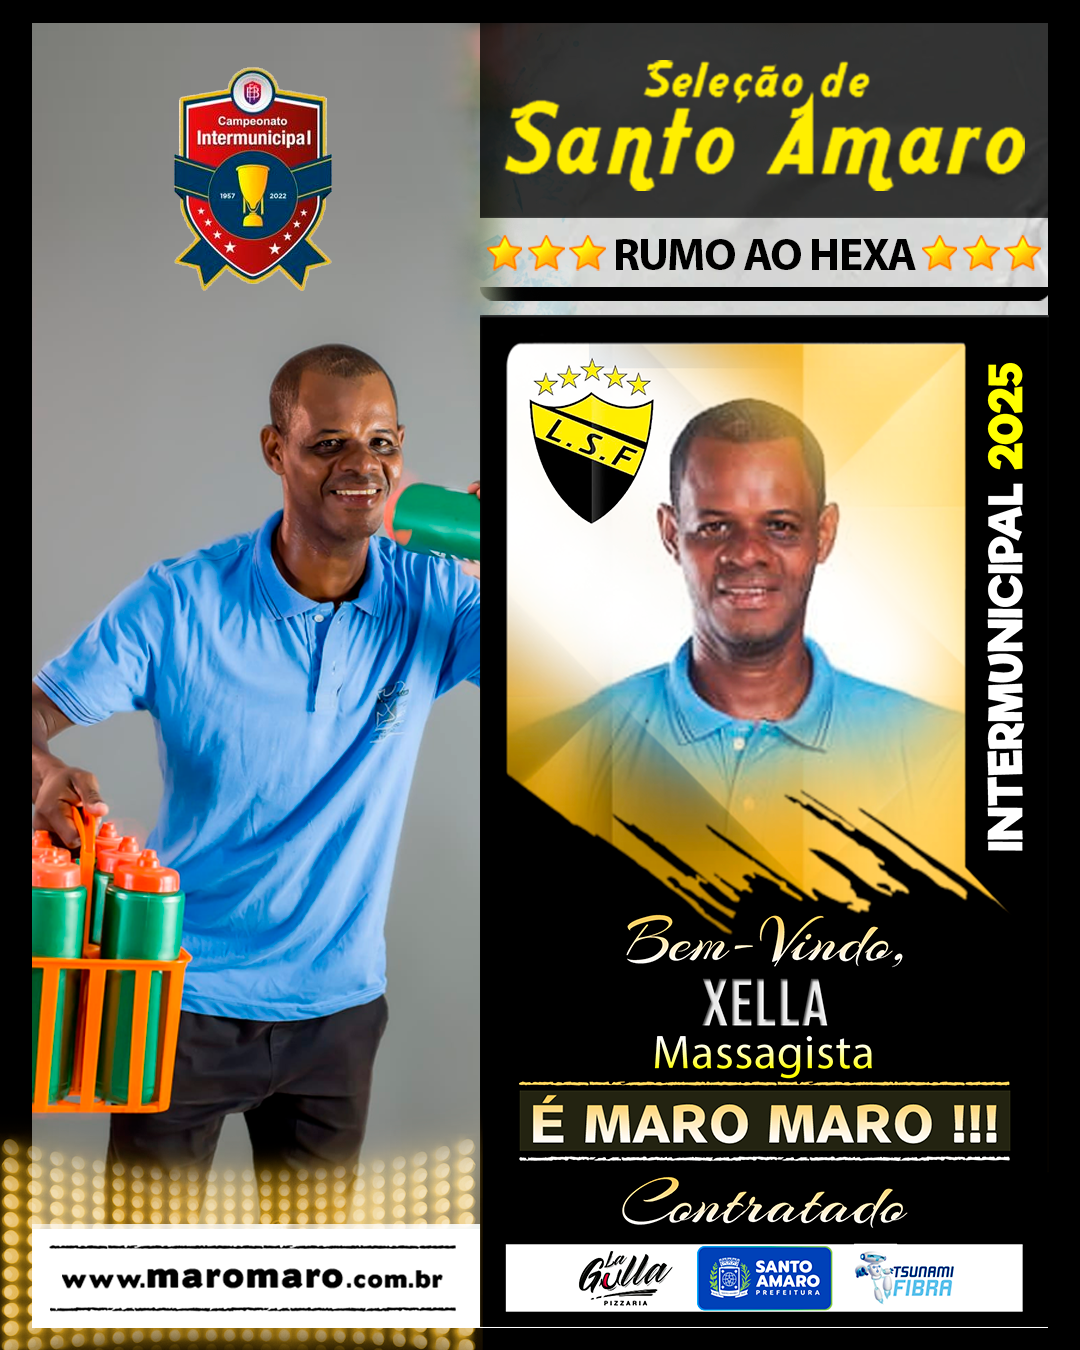 Campeonato
Intermunicipal
1957 2022
Seleção de
Santo Amaro
RUMO AO HEXA
L.S.F
INTERMUNICIPAL 2025
Bem-Vindo,
XELLA
Massagista
É MARO MARO !!!
Contratado
www.maromaro.com.br
La Gulla
PIZZARIA
SANTO
AMARO
PREFEITURA
TSUNAMI
FIBRA